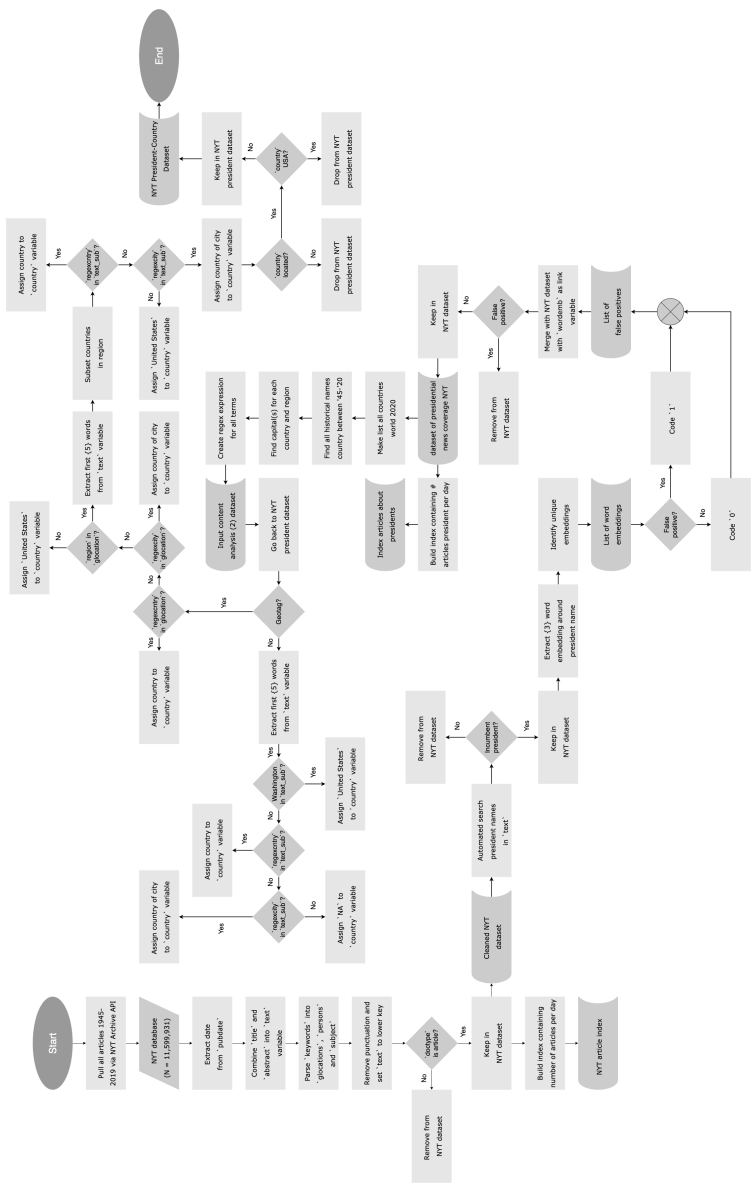 Start
Pull all articles 1945-
2019 via NYT Archive API
NYT database
(N = 11,599,931)
Extract date
from `pubdate`
Combine `title` and
`abstract` into `text`
variable
Parse `keywords` into
`glocations`, `persons`
and `subject`
Remove punctuation and
set `text` to lower key
`doctype`
is article?
No
Remove from
NYT dataset
Yes
Keep in
NYT dataset
Build index containing
number of articles per day
NYT article index
Cleaned NYT
dataset
Automated search
president names
in `text`
Incumbent
president?
No
Remove from
NYT dataset
Yes
Keep in
NYT dataset
Extract {3} word
embedding around
president name
Identify unique
embeddings
List of word
embeddings
False
positive?
Yes
Code `1`
No
Code `0`
List of
false positives
Merge with NYT dataset
with `wordemb` as link
variable
False
positive?
Yes
Remove from
NYT dataset
No
Keep in
NYT dataset
dataset of presidential
news coverage NYT
Build index containing #
articles president per day
Index articles about
presidents
Make list all countries
world 2020
Find all historical names
country between '45-'20
Find capital(s) for each
country and region
Create regex expression
for all terms
Input content
analysis (2) dataset
Go back to NYT
president dataset
Geotag?
No
Extract first {5} words
from `text` variable
Yes
Washington
in `text_sub`?
Yes
Assign `United States`
to `country` variable
No
`regexcntry`
in `text_sub`?
Yes
Assign country to
`country` variable
No
`regexcity`
in `text_sub`?
Yes
Assign country of city
to `country` variable
No
Assign `NA` to
`country` variable
Yes
`regexcntry`
in `glocation`?
Yes
Assign country to
`country` variable
No
`regexcity`
in `glocation`?
Yes
Assign country of city
to `country` variable
No
`region` in
`glocation`?
No
Assign `United States`
to `country` variable
Yes
Extract first {5} words
from `text` variable
Subset countries
in region
`regexcntry`
in `text_sub`?
Yes
Assign country to
`country` variable
No
`regexcity`
in `text_sub`?
No
Assign `United States`
to `country` variable
Yes
Assign country of city
to `country` variable
`country`
located?
No
Drop from NYT
president dataset
Yes
`country`
USA?
Yes
Drop from NYT
president dataset
No
Keep in NYT
president dataset
NYT President-Country
Dataset
End